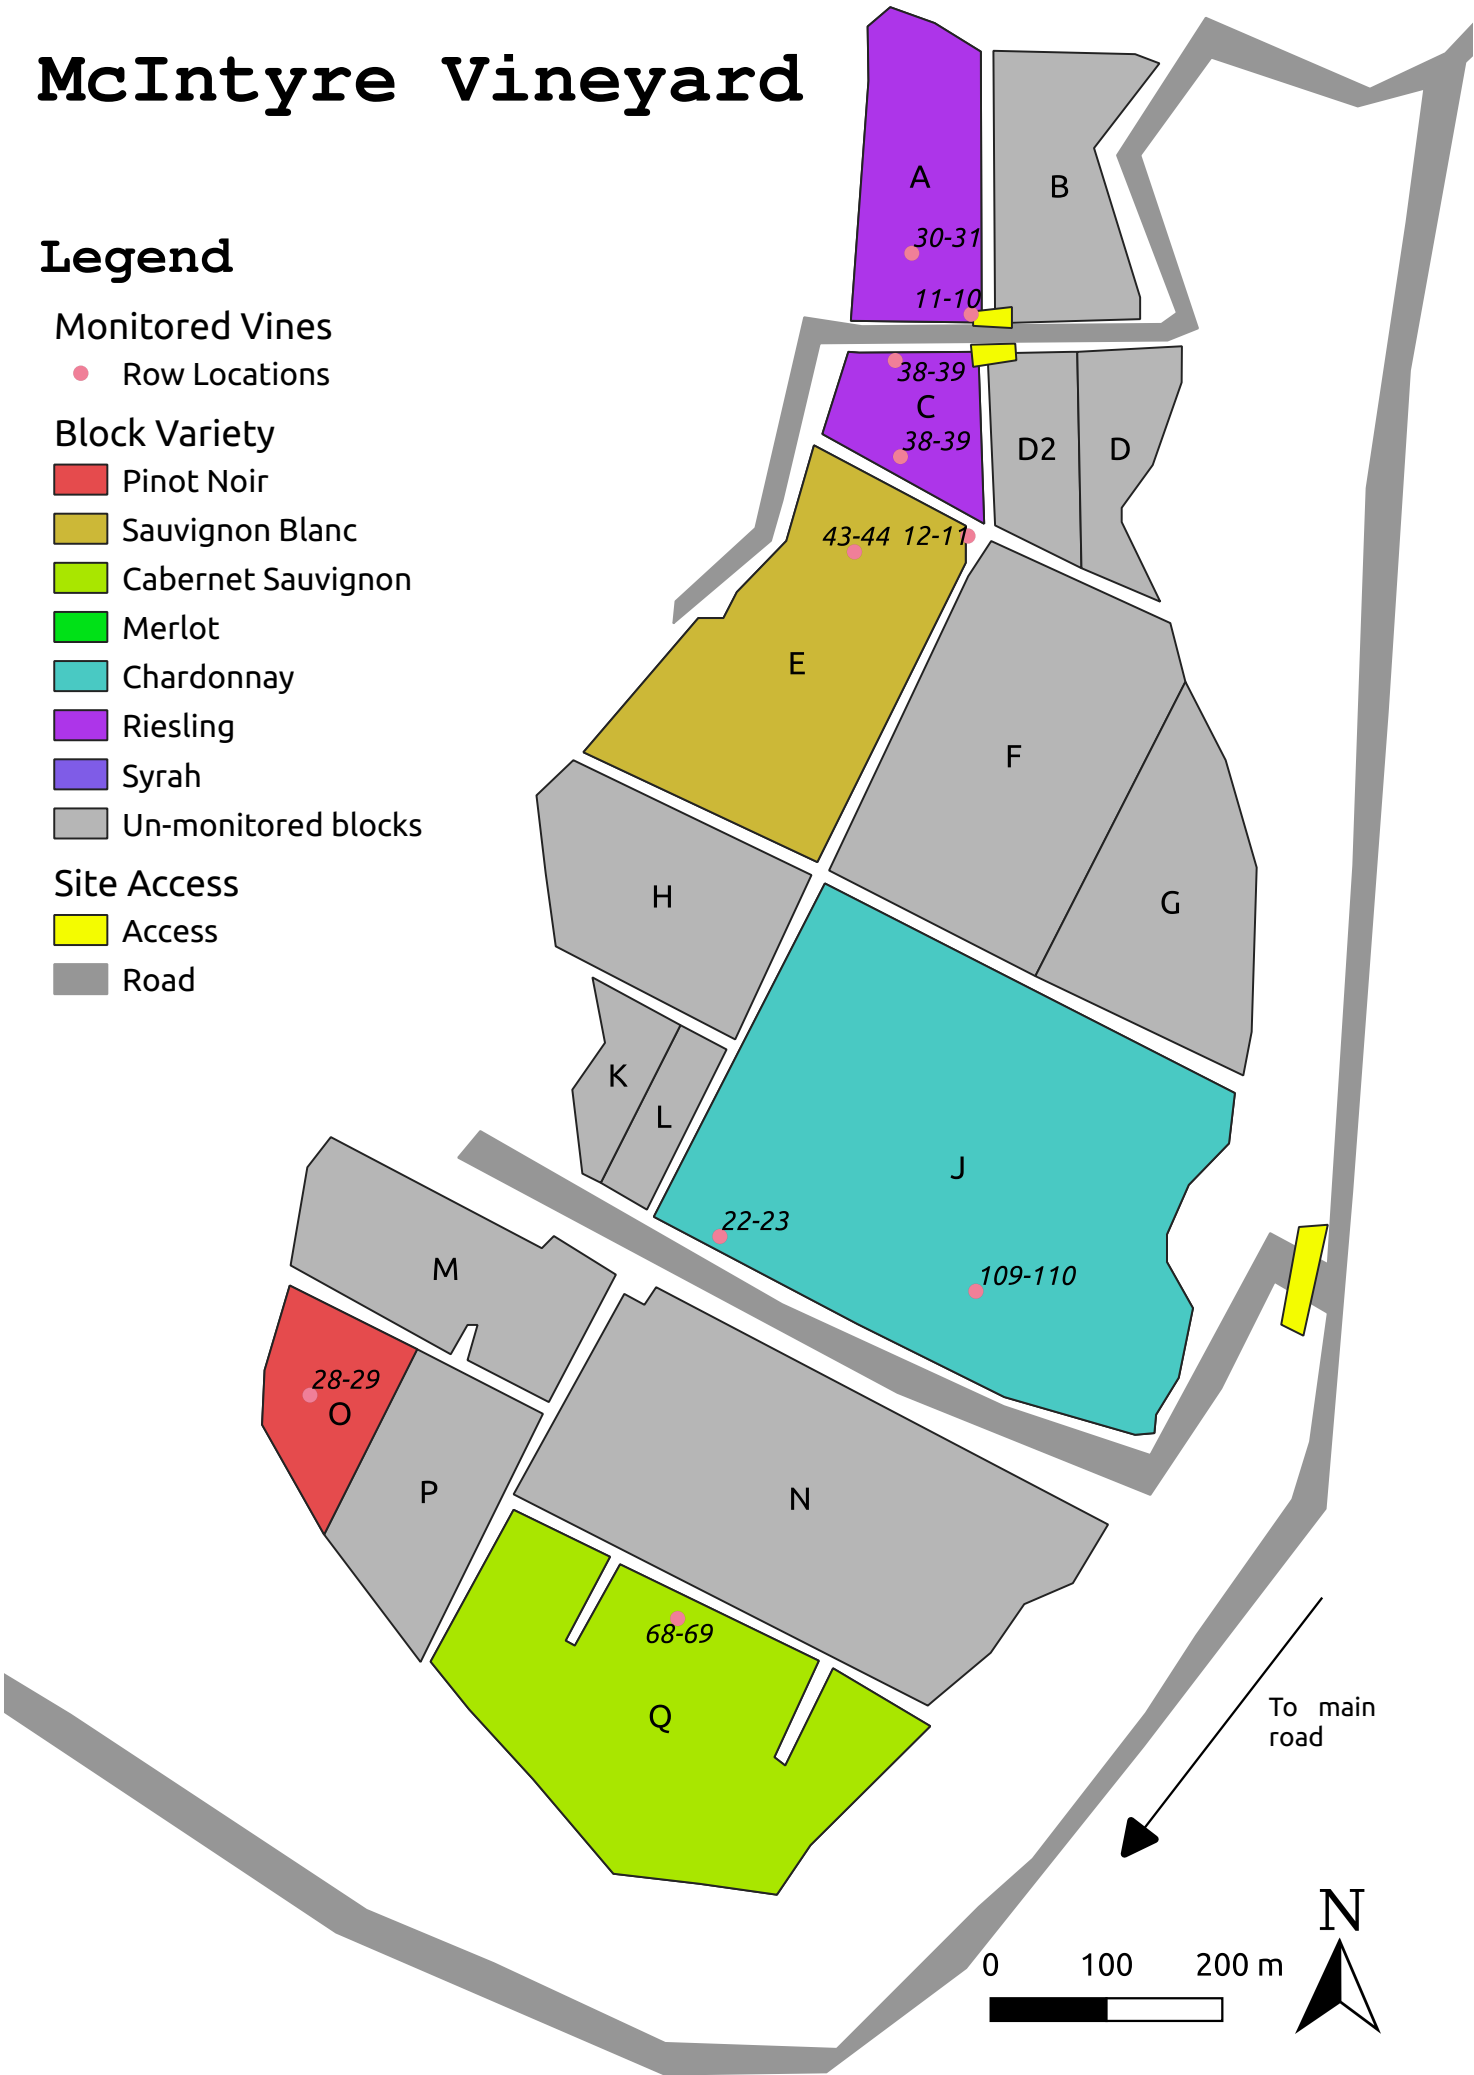 McIntyre Vineyard
Legend
Monitored Vines
Row Locations
Block Variety
Pinot Noir
Sauvignon Blanc
Cabernet Sauvignon
Merlot
Chardonnay
Riesling
Syrah
Un-monitored blocks
Site Access
Access
Road
A
B
30-31
11-10
38-39
C
38-39
D2
D
43-44
12-11
E
F
G
H
K
L
J
22-23
109-110
M
28-29
O
P
N
68-69
Q
To main
road
N
0 100 200 m